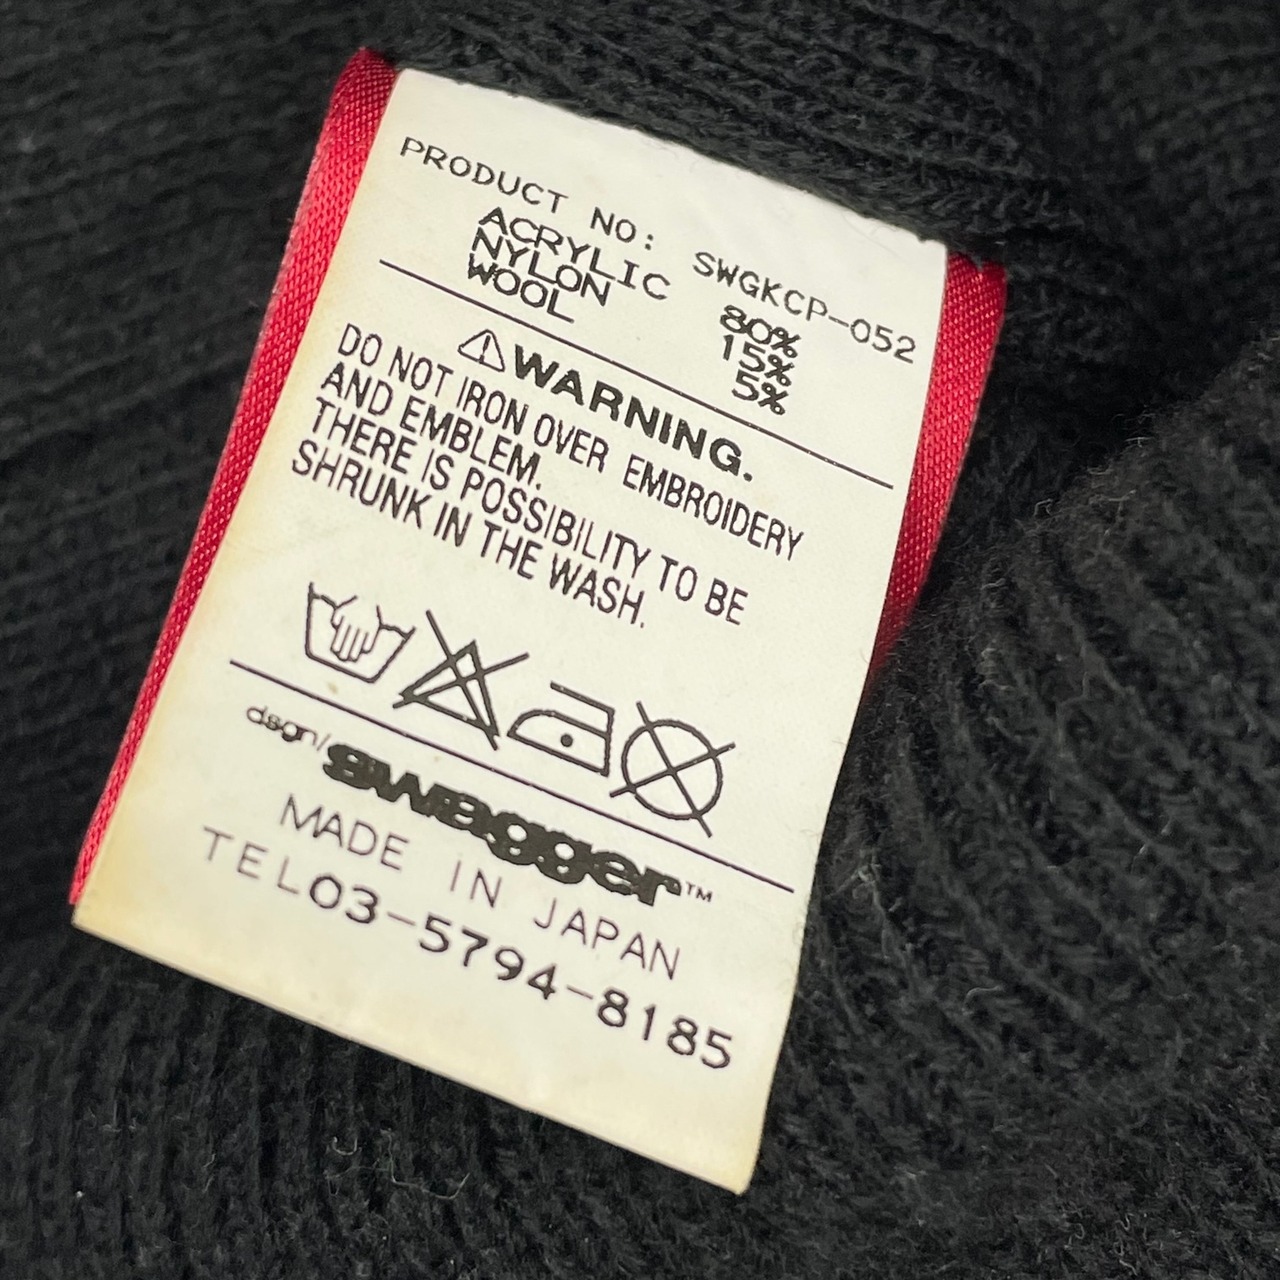 PRODUCT NO: SWGKCP-052
ACRYLIC 80%
NYLON 15%
WOOL 5%
WARNING.
DO NOT IRON OVER EMBROIDERY
AND EMBLEM.
THERE IS POSSIBILITY TO BE
SHRUNK IN THE WASH.
dsgn/swagger™
MADE IN JAPAN
TEL03-5794-8185